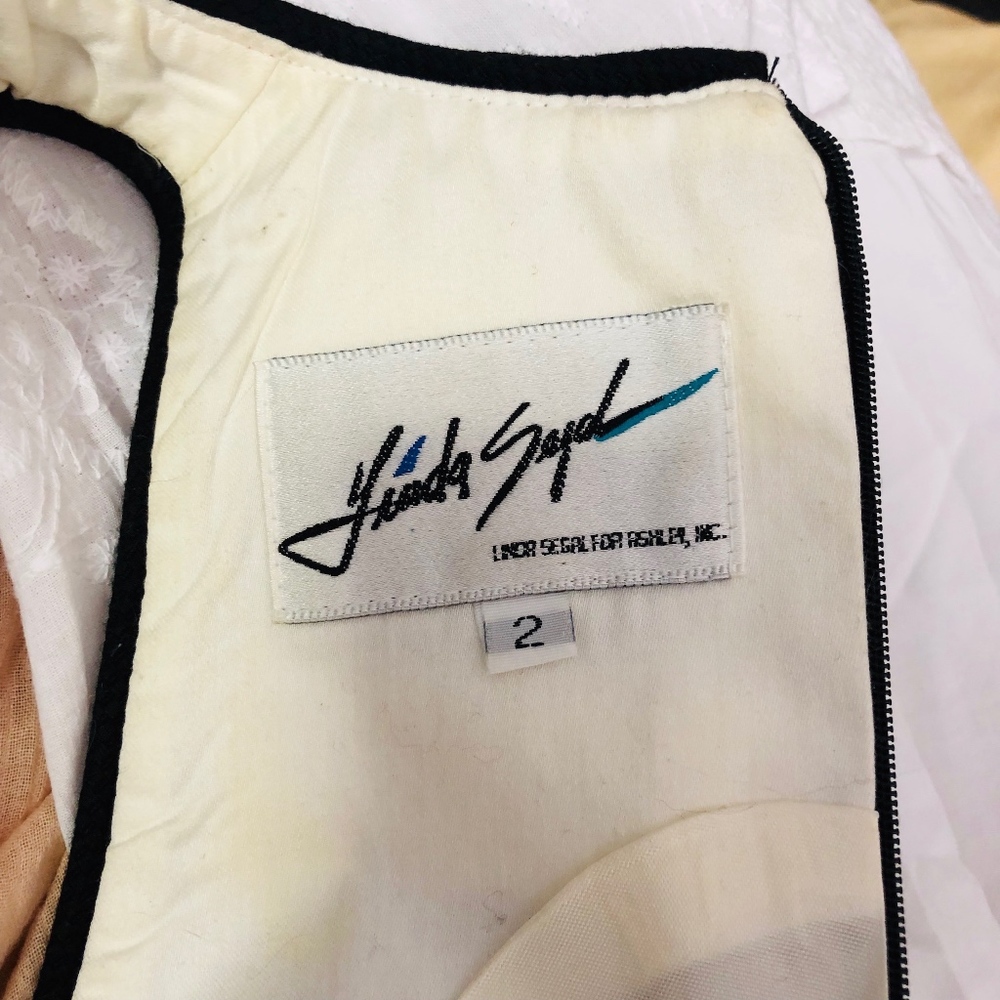 Linda Segal
LINDA SEGAL FOR ASHLEY, INC.
2